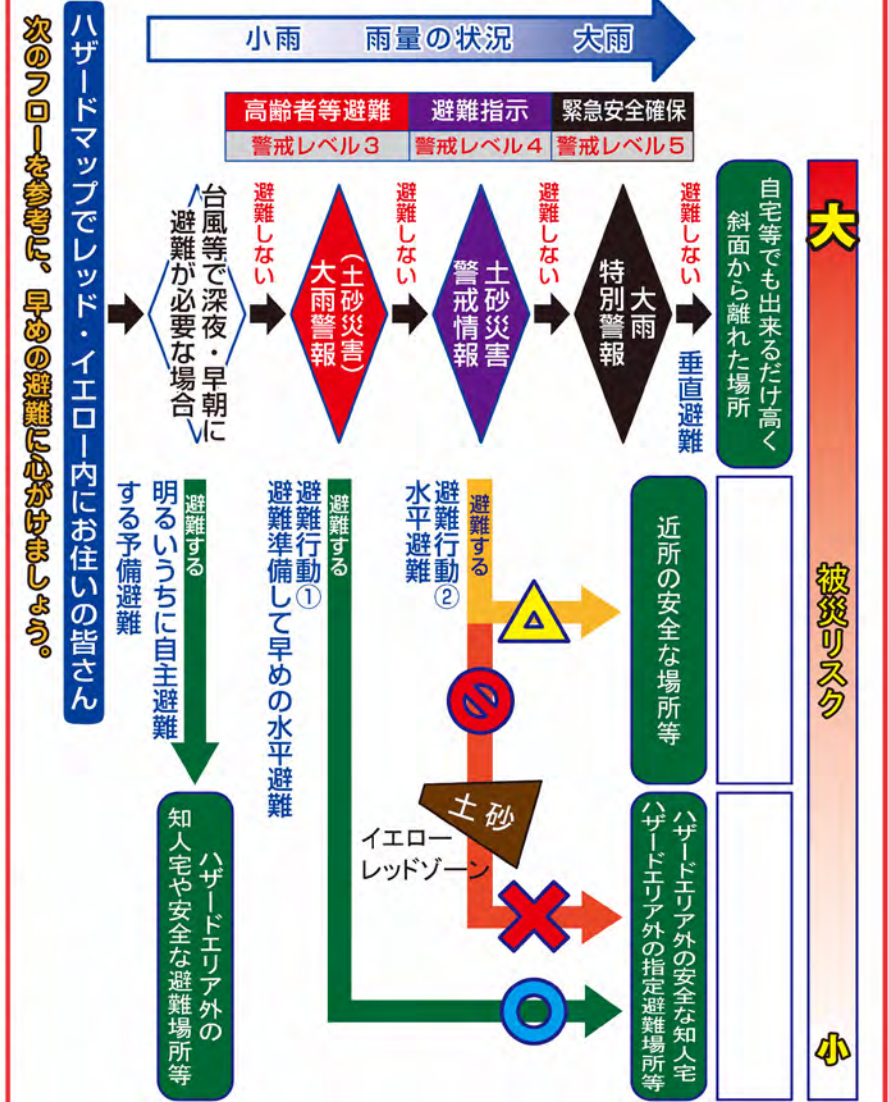 小雨 雨量の状況 大雨
高齢者等避難 避難指示 緊急安全確保
警戒レベル3 警戒レベル4 警戒レベル5
ハザードマップでレッド・イエロー内にお住いの皆さん
次のフローを参考に、早めの避難に心がけましょう。
台風等で深夜・早朝に
避難が必要な場合
避難しない
(土砂災害)
大雨警報
避難しない
土砂災害
警戒情報
避難しない
大雨
特別警報
避難しない
垂直避難
自宅等でも出来るだけ高く
斜面から離れた場所
避難する
明るいうちに自主避難
する予備避難
避難する
避難行動①
避難準備して早めの水平避難
避難する
避難行動②
水平避難
近所の安全な場所等
土砂
イエロー
レッドゾーン
ハザードエリア外の
知人宅や安全な避難場所等
ハザードエリア外の安全な知人宅
ハザードエリア外の指定避難場所等
大
被災リスク
小